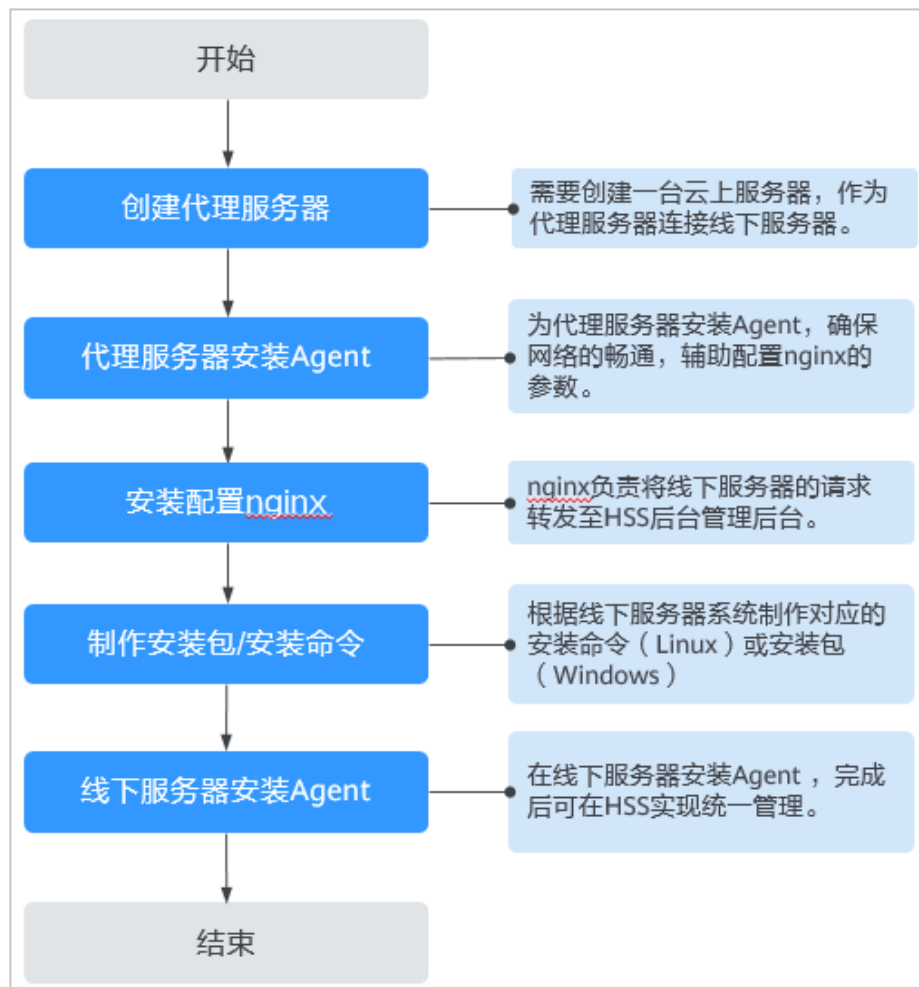 开始
创建代理服务器
需要创建一台云上服务器，作为
代理服务器连接线下服务器。
代理服务器安装Agent
为代理服务器安装Agent，确保
网络的畅通，辅助配置nginx的
参数。
安装配置nginx
nginx负责将线下服务器的请求
转发至HSS后台管理后台。
制作安装包/安装命令
根据线下服务器系统制作对应的
安装命令（Linux）或安装包
（Windows）
线下服务器安装Agent
在线下服务器安装Agent ，完成
后可在HSS实现统一管理。
结束